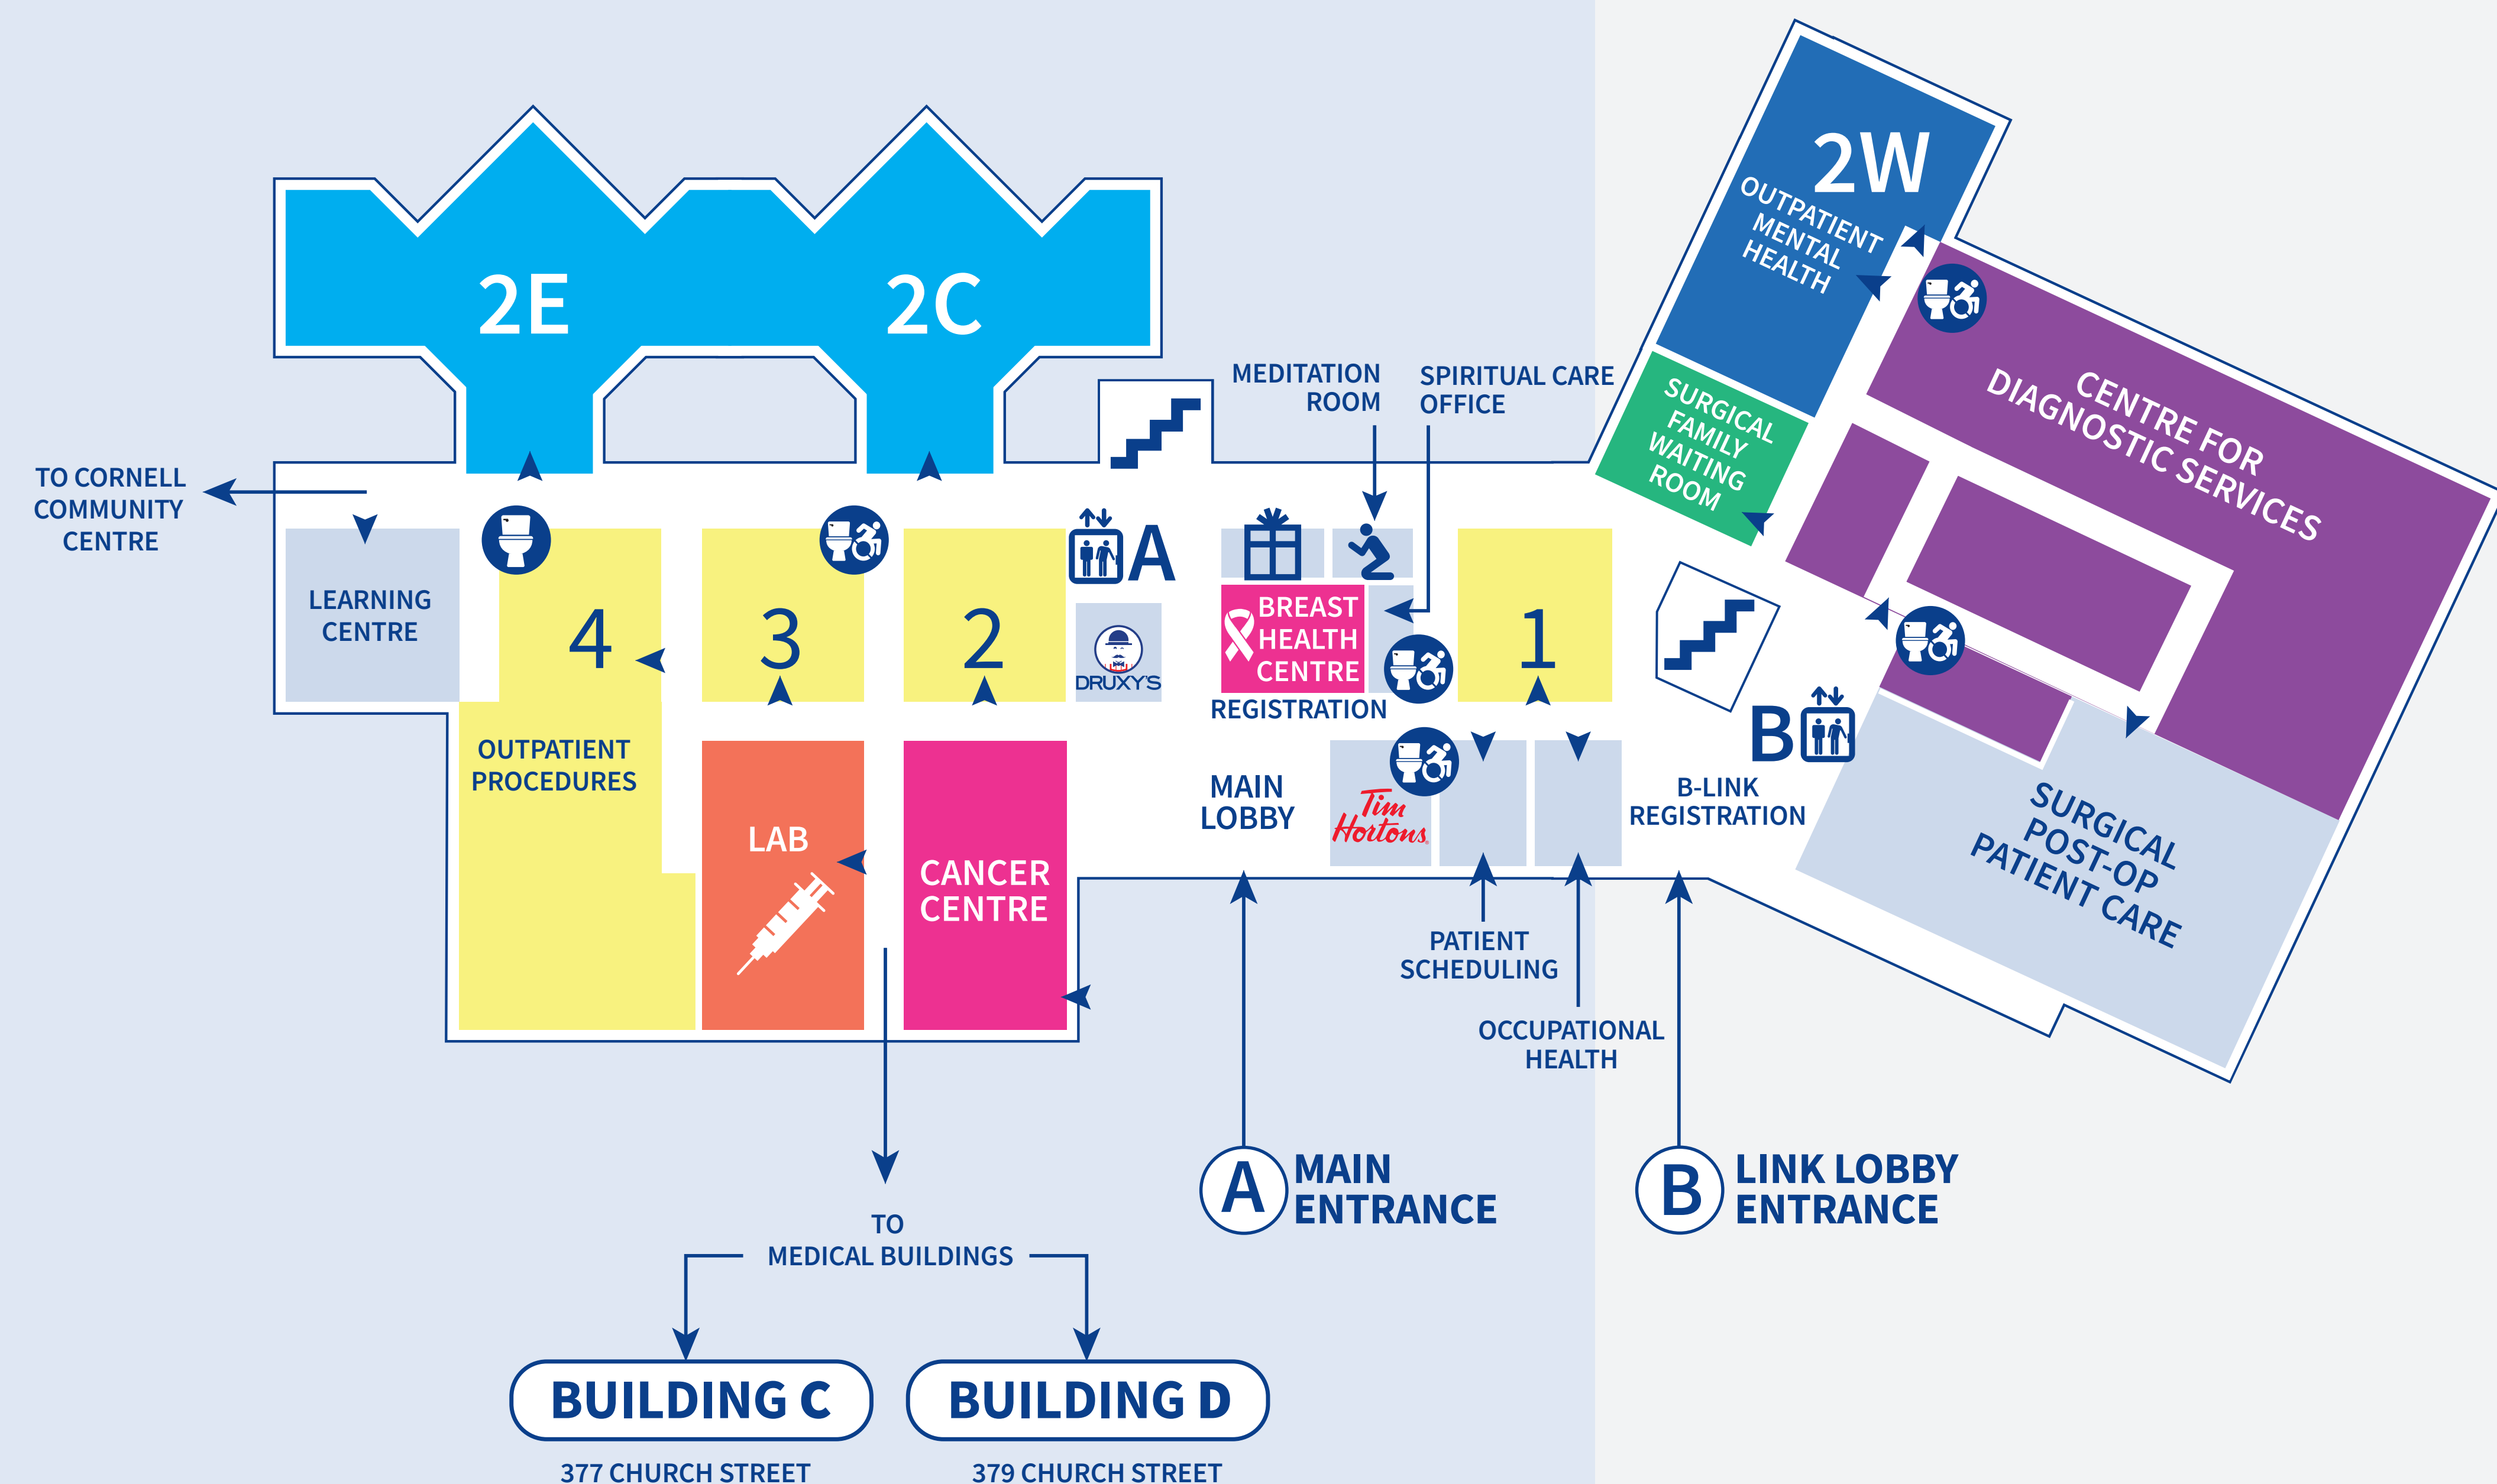 2W
OUTPATIENT
MENTAL
HEALTH
2E
2C
MEDITATION
ROOM
SPIRITUAL CARE
OFFICE
SURGICAL
FAMILY
WAITING
ROOM
CENTRE FOR
DIAGNOSTIC SERVICES
TO CORNELL
COMMUNITY
CENTRE
LEARNING
CENTRE
4
3
2
A
DRUXY'S
BREAST
HEALTH
CENTRE
REGISTRATION
1
B
B-LINK
REGISTRATION
OUTPATIENT
PROCEDURES
LAB
CANCER
CENTRE
MAIN
LOBBY
Tim
Hortons
SURGICAL
POST-OP
PATIENT CARE
PATIENT
SCHEDULING
OCCUPATIONAL
HEALTH
A
MAIN
ENTRANCE
B
LINK LOBBY
ENTRANCE
TO
MEDICAL BUILDINGS
BUILDING C
BUILDING D
377 CHURCH STREET
379 CHURCH STREET